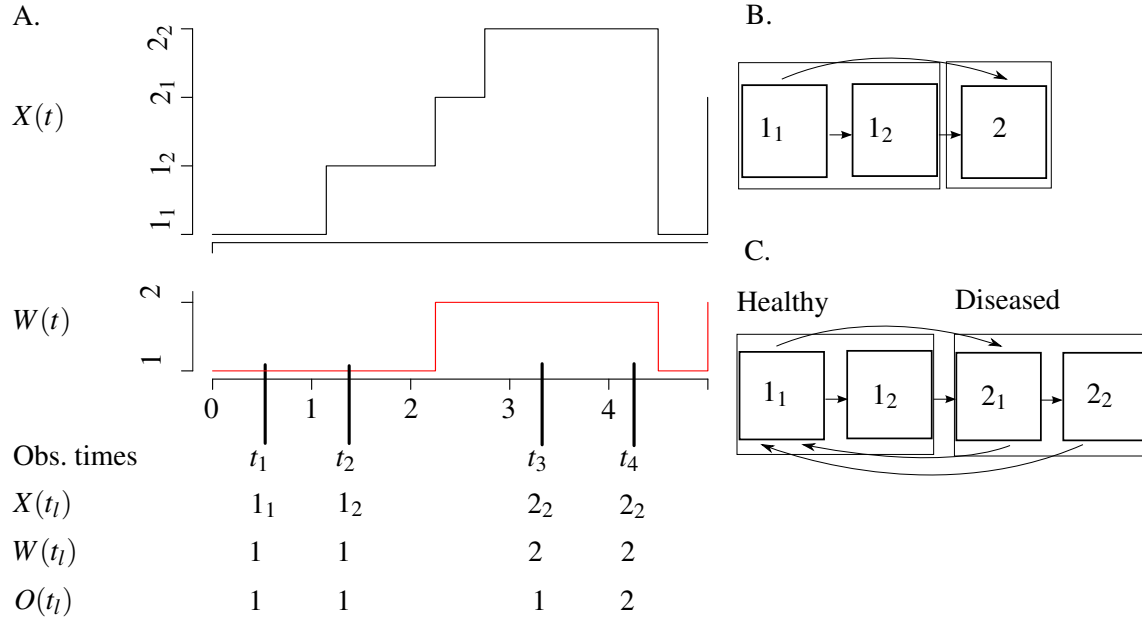 A.
X(t)
2₂
2₁
1₂
1₁
W(t)
2
1
0 1 2 3 4
Obs. times t₁ t₂ t₃ t₄
X(tₗ) 1₁ 1₂ 2₂ 2₂
W(tₗ) 1 1 2 2
O(tₗ) 1 1 1 2
B.
1₁ 1₂ 2
C.
Healthy Diseased
1₁ 1₂ 2₁ 2₂